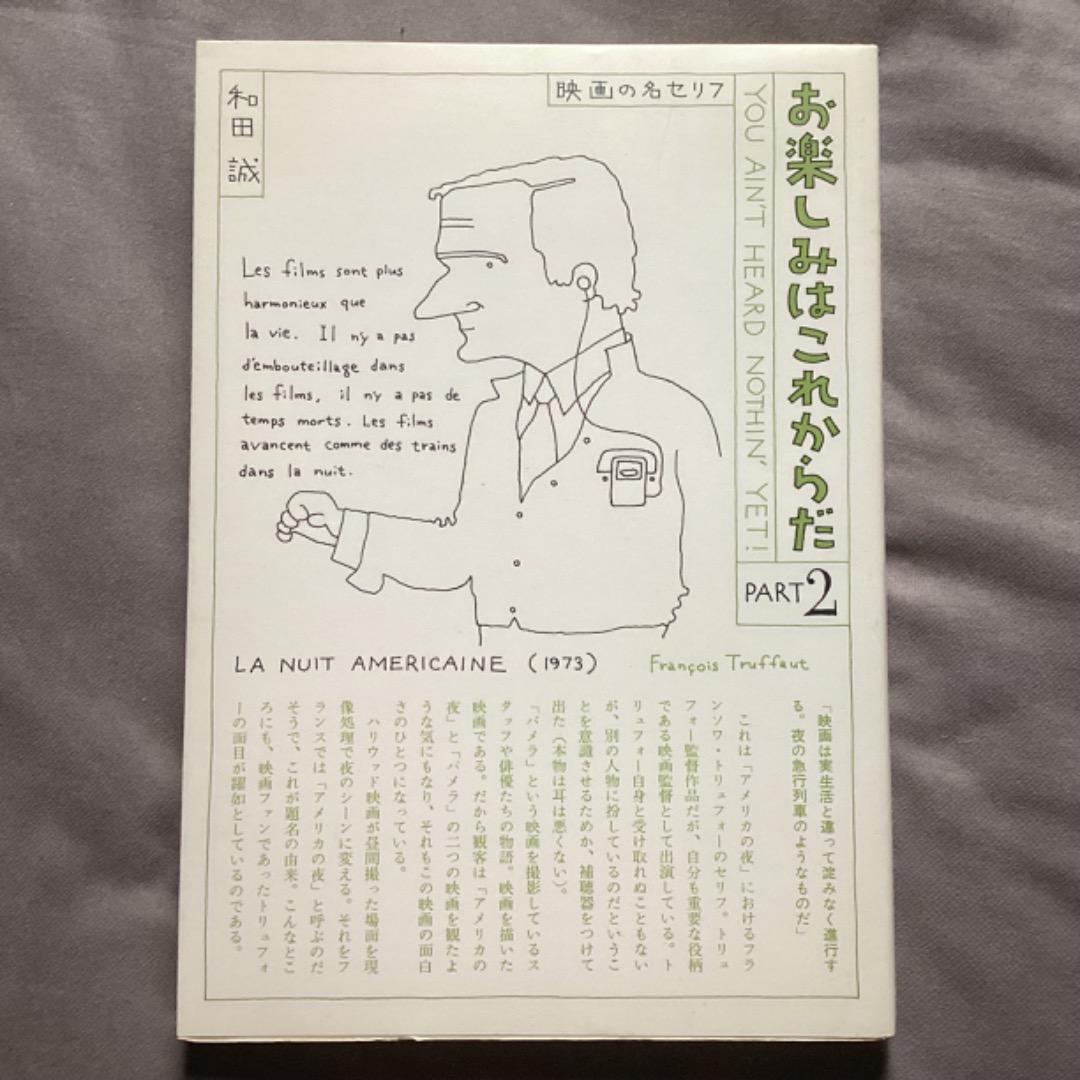 お楽しみはこれからだ
YOU AIN'T HEARD NOTHIN' YET!
PART2
映画の名セリフ
和田 誠
Les films sont plus
harmonieux que
la vie. Il n'y a pas
d'embouteillage dans
les films, il n'y a pas de
temps morts. Les films
avancent comme des trains
dans la nuit.
LA NUIT AMERICAINE (1973)
François Truffaut
「映画は実生活と違って淀みなく進行す
る。夜の急行列車のようなものだ」
これは「アメリカの夜」におけるフラ
ンソワ・トリュフォーのセリフ。トリュ
フォー監督作品だが、自分も重要な役柄
である映画監督として出演している。ト
リュフォー自身と受け取れぬこともない
が、別の人物に扮しているのだというこ
とを意識させるためか、補聴器をつけて
出た（本物は耳は悪くない）。
「パメラ」という映画を撮影しているス
タッフや俳優たちの物語。映画を描いた
映画である。だから観客は「アメリカの
夜」と「パメラ」の二つの映画を観たよ
うな気にもなり、それもこの映画の面白
さのひとつになっている。
ハリウッド映画が昼間撮った場面を現
像処理で夜のシーンに変える。それをフ
ランスでは「アメリカの夜」と呼ぶのだ
そうで、これが題名の由来。こんなとこ
ろにも、映画ファンであったトリュフォ
ーの面目が躍如としているのである。